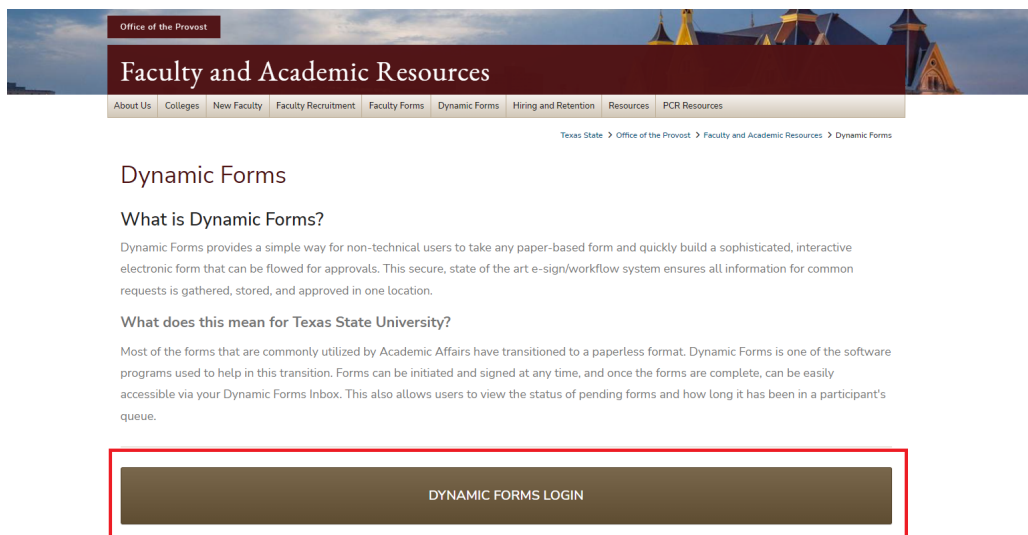 Office of the Provost
Faculty and Academic Resources
About Us Colleges New Faculty Faculty Recruitment Faculty Forms Dynamic Forms Hiring and Retention Resources PCR Resources
Texas State > Office of the Provost > Faculty and Academic Resources > Dynamic Forms
Dynamic Forms
What is Dynamic Forms?
Dynamic Forms provides a simple way for non-technical users to take any paper-based form and quickly build a sophisticated, interactive
electronic form that can be flowed for approvals. This secure, state of the art e-sign/workflow system ensures all information for common
requests is gathered, stored, and approved in one location.
What does this mean for Texas State University?
Most of the forms that are commonly utilized by Academic Affairs have transitioned to a paperless format. Dynamic Forms is one of the software
programs used to help in this transition. Forms can be initiated and signed at any time, and once the forms are complete, can be easily
accessible via your Dynamic Forms Inbox. This also allows users to view the status of pending forms and how long it has been in a participant's
queue.
DYNAMIC FORMS LOGIN